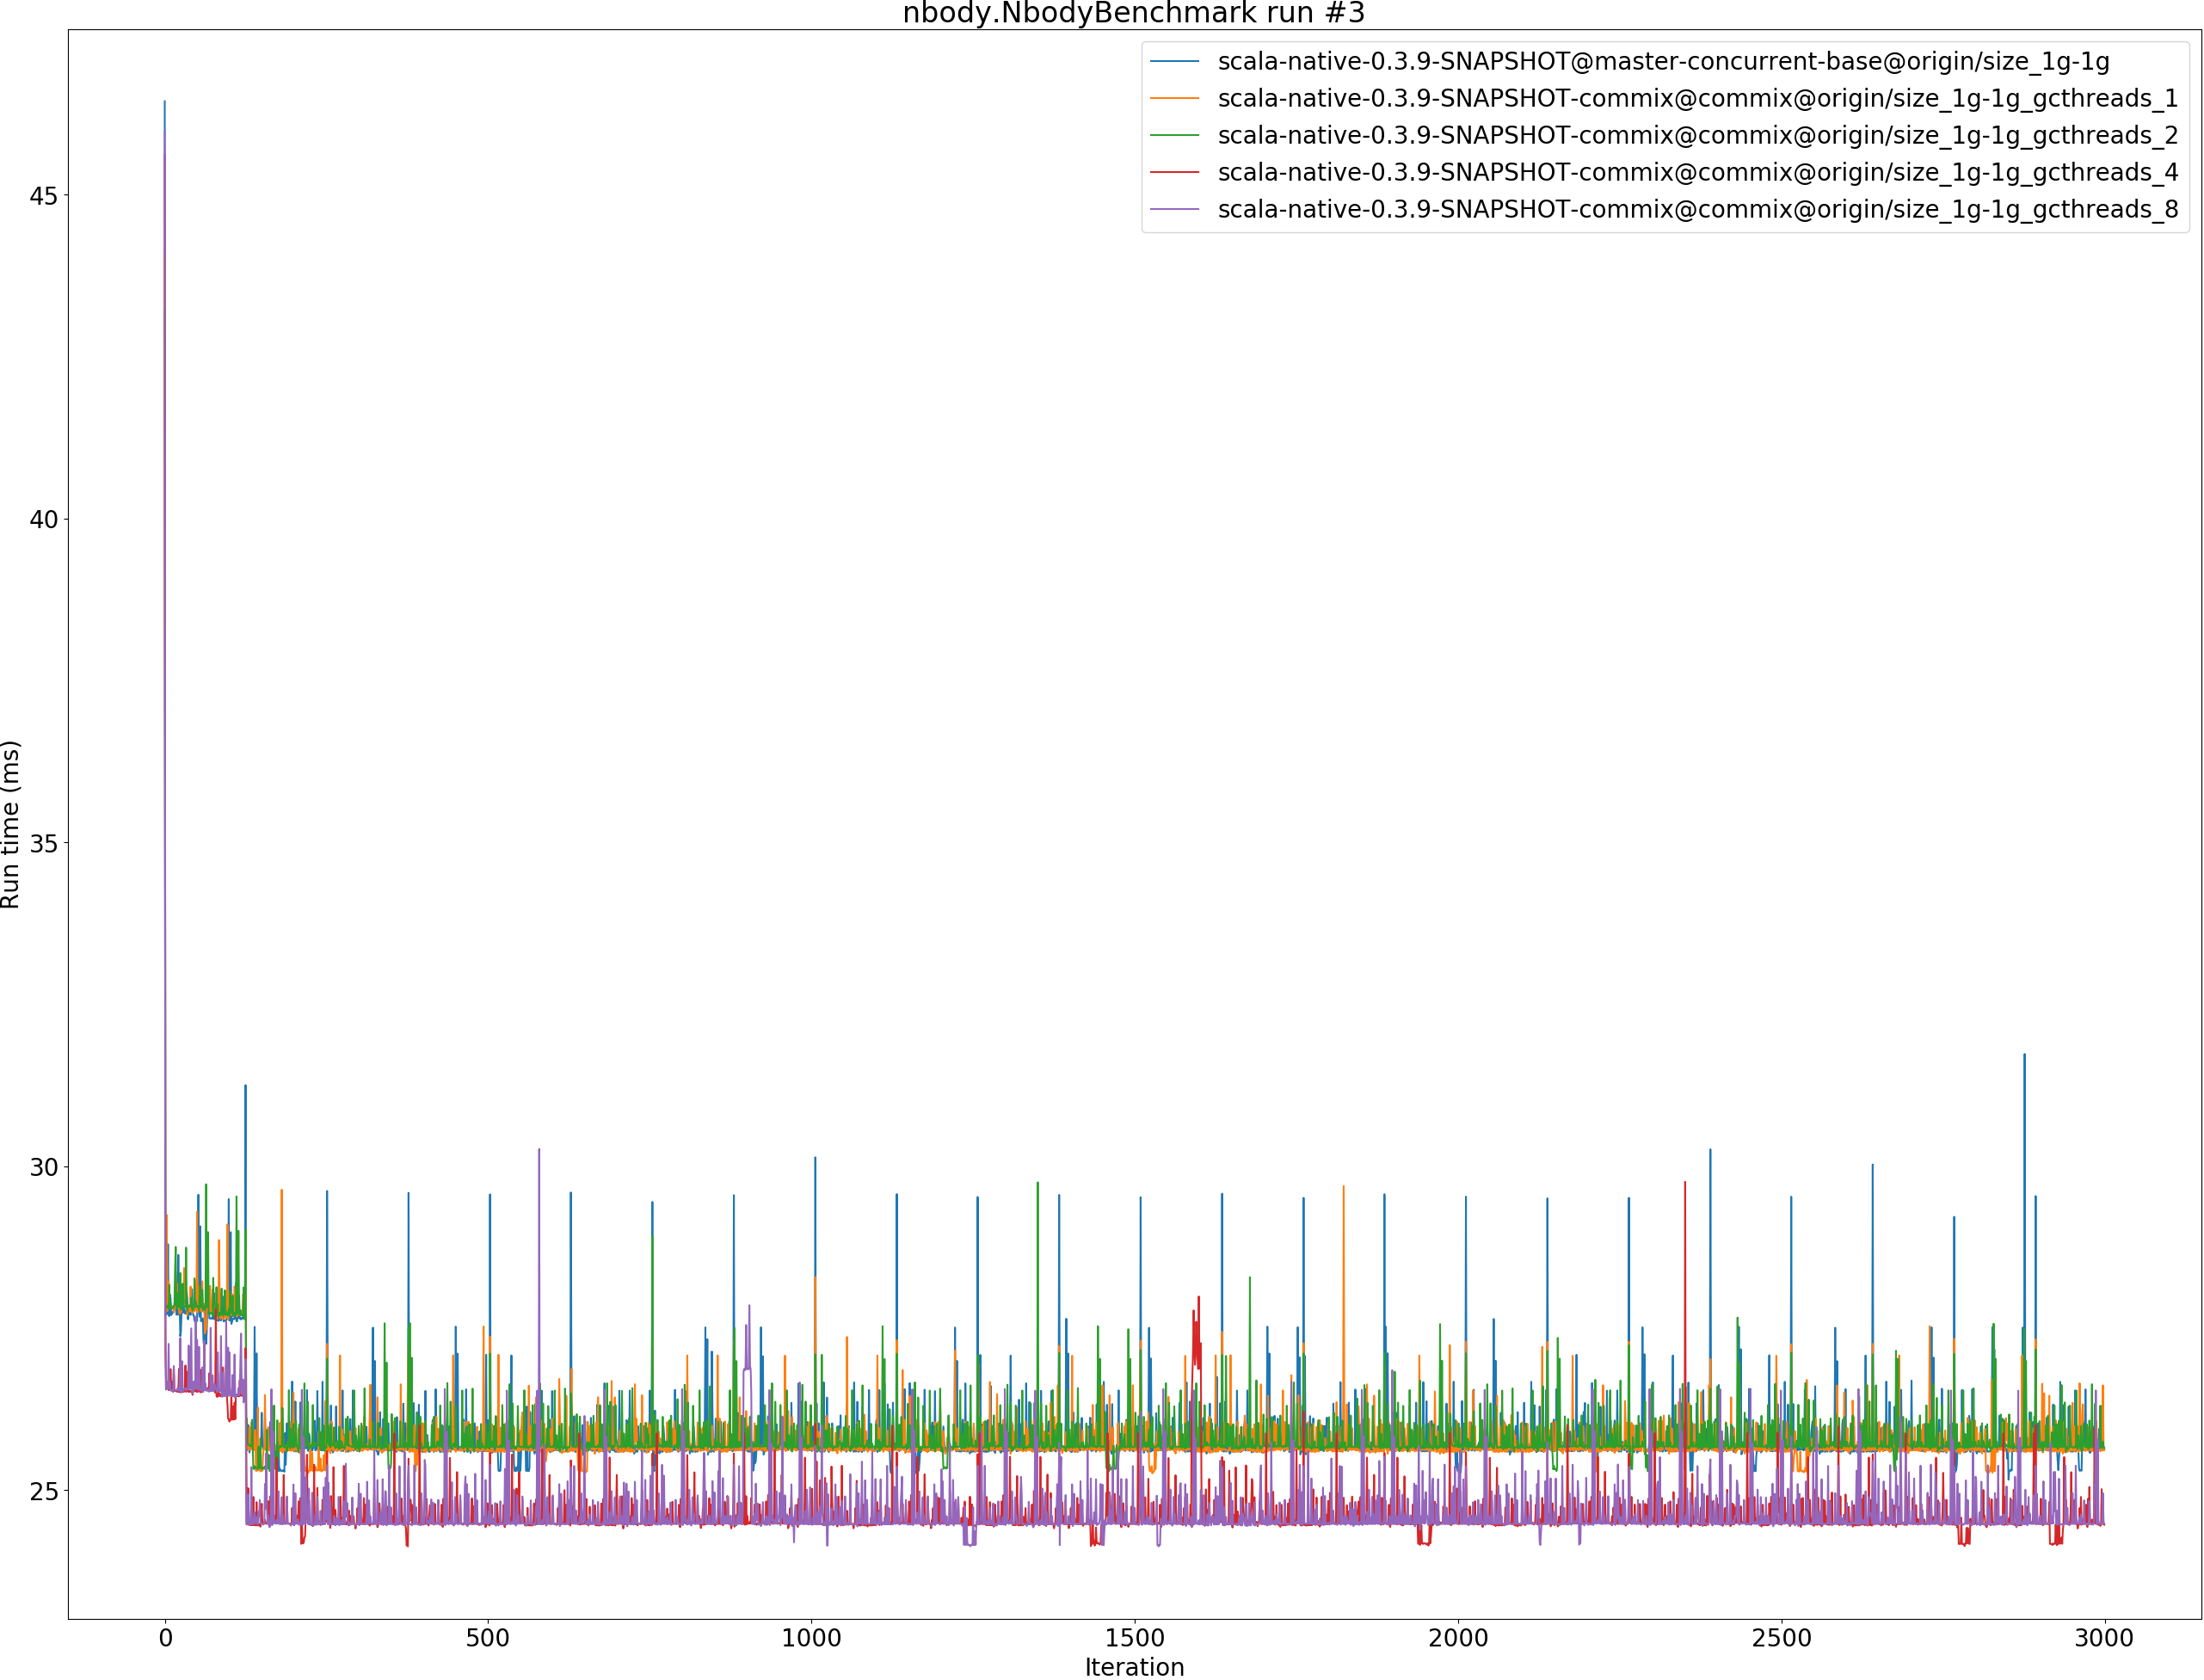 nbody.NbodyBenchmark run #3
scala-native-0.3.9-SNAPSHOT@master-concurrent-base@origin/size_1g-1g
scala-native-0.3.9-SNAPSHOT-commix@commix@origin/size_1g-1g_gcthreads_1
scala-native-0.3.9-SNAPSHOT-commix@commix@origin/size_1g-1g_gcthreads_2
scala-native-0.3.9-SNAPSHOT-commix@commix@origin/size_1g-1g_gcthreads_4
scala-native-0.3.9-SNAPSHOT-commix@commix@origin/size_1g-1g_gcthreads_8
45
40
35
30
25
Run time (ms)
0 500 1000 1500 2000 2500 3000
Iteration